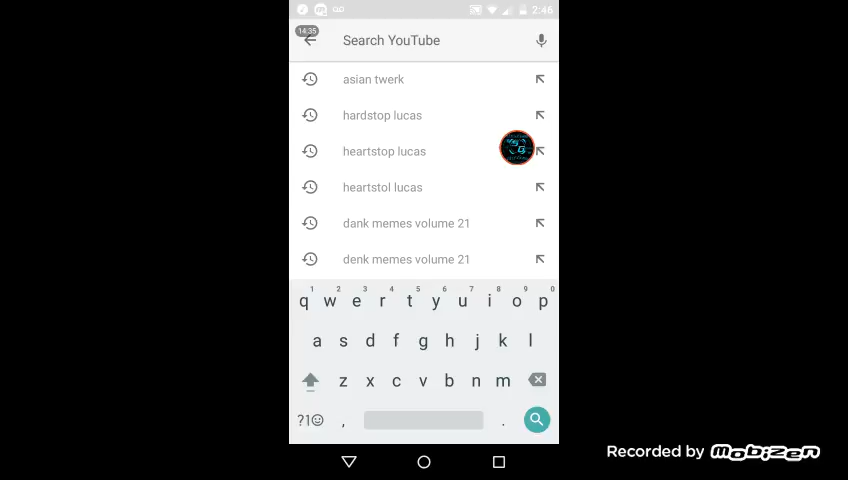 2:46
14:35
Search YouTube
asian twerk
hardstop lucas
heartstop lucas
heartstol lucas
dank memes volume 21
denk memes volume 21
1 2 3 4 5 6 7 8 9 0
q w e r t y u i o p
a s d f g h j k l
z x c v b n m
?1☺ , .
Recorded by Mobizen